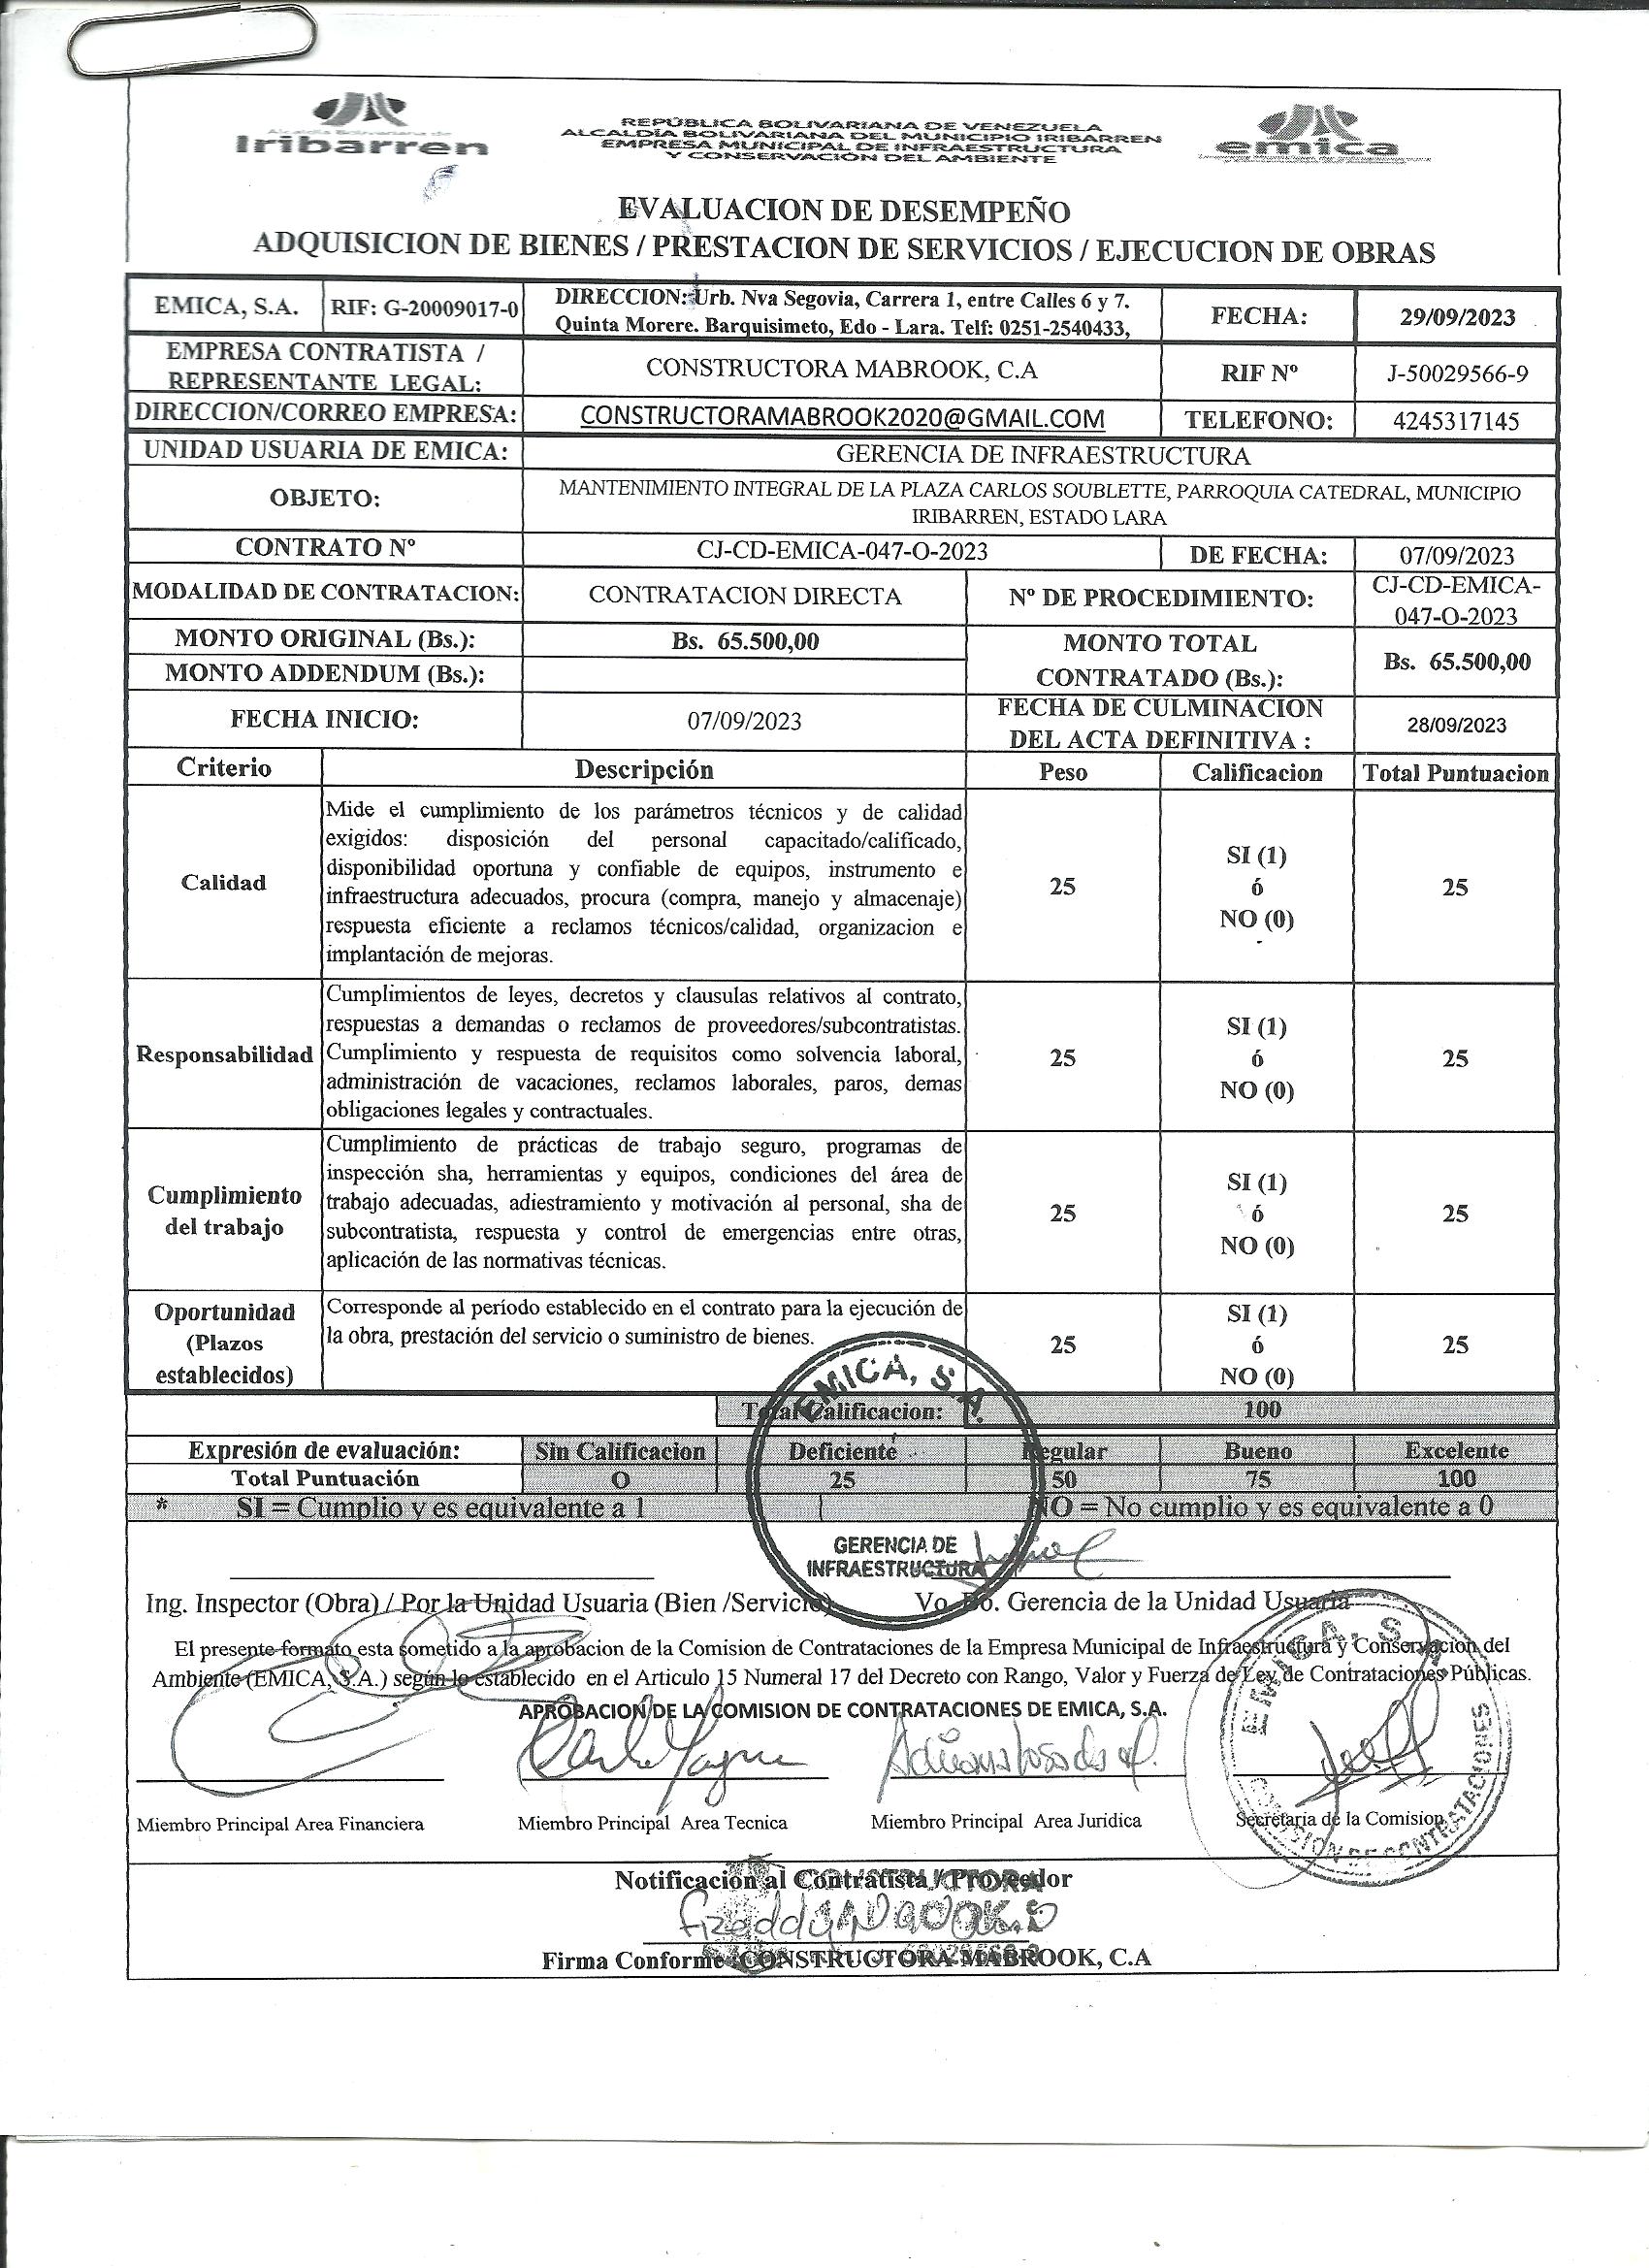 Alcaldía Bolivariana de
Iribarren
REPÚBLICA BOLIVARIANA DE VENEZUELA
ALCALDÍA BOLIVARIANA DEL MUNICIPIO IRIBARREN
EMPRESA MUNICIPAL DE INFRAESTRUCTURA
Y CONSERVACIÓN DEL AMBIENTE
emica
EVALUACION DE DESEMPEÑO
ADQUISICION DE BIENES / PRESTACION DE SERVICIOS / EJECUCION DE OBRAS
EMICA, S.A. RIF: G-20009017-0 DIRECCION: Urb. Nva Segovia, Carrera 1, entre Calles 6 y 7.
Quinta Morere. Barquisimeto, Edo - Lara. Telf: 0251-2540433, FECHA: 29/09/2023
EMPRESA CONTRATISTA /
REPRESENTANTE LEGAL: CONSTRUCTORA MABROOK, C.A RIF Nº J-50029566-9
DIRECCION/CORREO EMPRESA: CONSTRUCTORAMABROOK2020@GMAIL.COM TELEFONO: 4245317145
UNIDAD USUARIA DE EMICA: GERENCIA DE INFRAESTRUCTURA
OBJETO: MANTENIMIENTO INTEGRAL DE LA PLAZA CARLOS SOUBLETTE, PARROQUIA CATEDRAL, MUNICIPIO
IRIBARREN, ESTADO LARA
CONTRATO Nº CJ-CD-EMICA-047-O-2023 DE FECHA: 07/09/2023
MODALIDAD DE CONTRATACION: CONTRATACION DIRECTA Nº DE PROCEDIMIENTO: CJ-CD-EMICA-
047-O-2023
MONTO ORIGINAL (Bs.): Bs. 65.500,00 MONTO TOTAL
CONTRATADO (Bs.): Bs. 65.500,00
MONTO ADDENDUM (Bs.):
FECHA INICIO: 07/09/2023 FECHA DE CULMINACION
DEL ACTA DEFINITIVA : 28/09/2023
Criterio Descripción Peso Calificacion Total Puntuacion
Calidad
Mide el cumplimiento de los parámetros técnicos y de calidad
exigidos: disposición del personal capacitado/calificado,
disponibilidad oportuna y confiable de equipos, instrumento e
infraestructura adecuados, procura (compra, manejo y almacenaje)
respuesta eficiente a reclamos técnicos/calidad, organizacion e
implantación de mejoras.
25
SI (1)
ó
NO (0)
25
Responsabilidad
Cumplimientos de leyes, decretos y clausulas relativos al contrato,
respuestas a demandas o reclamos de proveedores/subcontratistas.
Cumplimiento y respuesta de requisitos como solvencia laboral,
administración de vacaciones, reclamos laborales, paros, demas
obligaciones legales y contractuales.
25
SI (1)
ó
NO (0)
25
Cumplimiento
del trabajo
Cumplimiento de prácticas de trabajo seguro, programas de
inspección sha, herramientas y equipos, condiciones del área de
trabajo adecuadas, adiestramiento y motivación al personal, sha de
subcontratista, respuesta y control de emergencias entre otras,
aplicación de las normativas técnicas.
25
SI (1)
ó
NO (0)
25
Oportunidad
(Plazos
establecidos)
Corresponde al período establecido en el contrato para la ejecución de
la obra, prestación del servicio o suministro de bienes.
25
SI (1)
ó
NO (0)
25
Total Calificacion: 100
Expresión de evaluación: Sin Calificacion Deficiente Regular Bueno Excelente
Total Puntuación O 25 50 75 100
* SI = Cumplio y es equivalente a 1 NO = No cumplio y es equivalente a 0
EMICA, S.A.
GERENCIA DE
INFRAESTRUCTURA
Ing. Inspector (Obra) / Por la Unidad Usuaria (Bien /Servicio) Vo. Bo. Gerencia de la Unidad Usuaria
El presente formato esta sometido a la aprobacion de la Comision de Contrataciones de la Empresa Municipal de Infraestructura y Conservacion del
Ambiente (EMICA, S.A.) según lo establecido en el Articulo 15 Numeral 17 del Decreto con Rango, Valor y Fuerza de Ley de Contrataciones Públicas.
APROBACION DE LA COMISION DE CONTRATACIONES DE EMICA, S.A.
EMICA, S.A.
COMISION DE CONTRATACIONES
Miembro Principal Area Financiera Miembro Principal Area Tecnica Miembro Principal Area Juridica Secretaria de la Comision
Notificación al Contratista / Proveedor
CONSTRUCTORA
Firma Conforme CONSTRUCTORA MABROOK, C.A